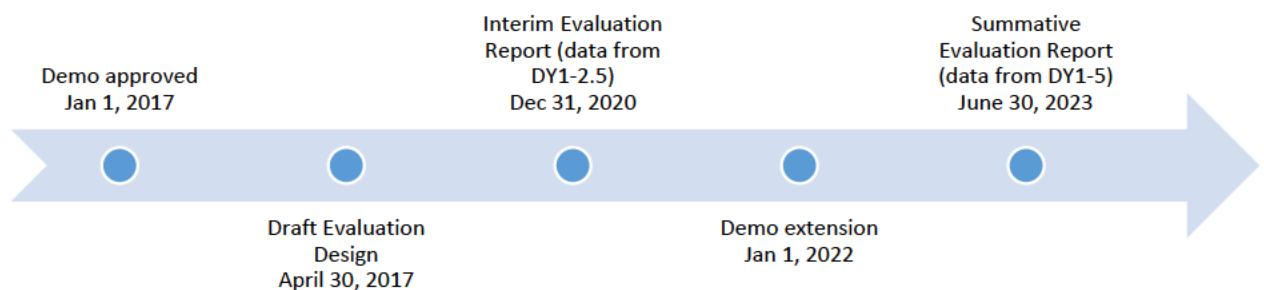 Demo approved
Jan 1, 2017
Draft Evaluation
Design
April 30, 2017
Interim Evaluation
Report (data from
DY1-2.5)
Dec 31, 2020
Demo extension
Jan 1, 2022
Summative
Evaluation Report
(data from DY1-5)
June 30, 2023